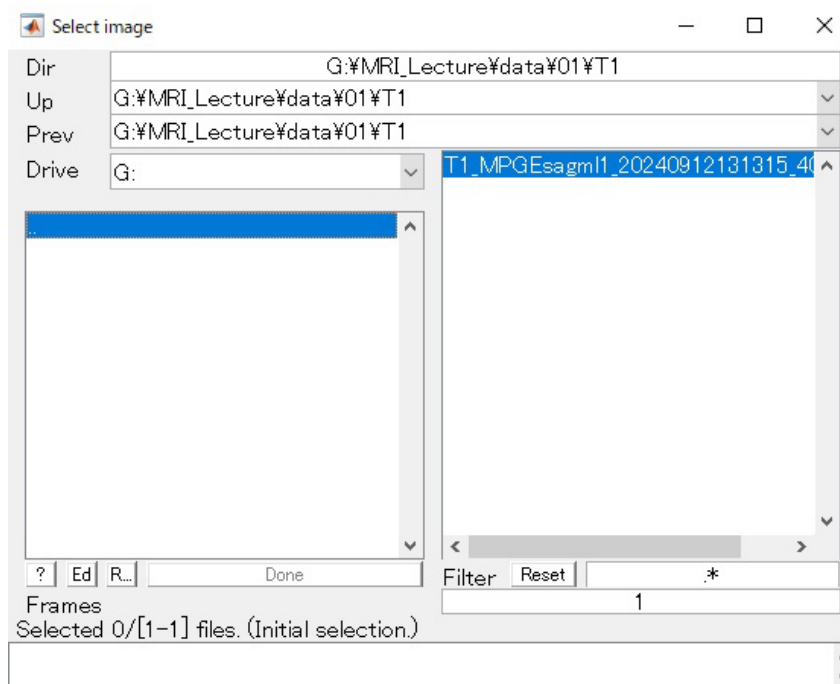 Select image
Dir G:¥MRI_Lecture¥data¥01¥T1
Up G:¥MRI_Lecture¥data¥01¥T1
Prev G:¥MRI_Lecture¥data¥01¥T1
Drive G:
T1_MPGEsagml1_20240912131315_40
..
? Ed R... Done
Filter Reset .*
Frames 1
Selected 0/[1-1] files. (Initial selection.)